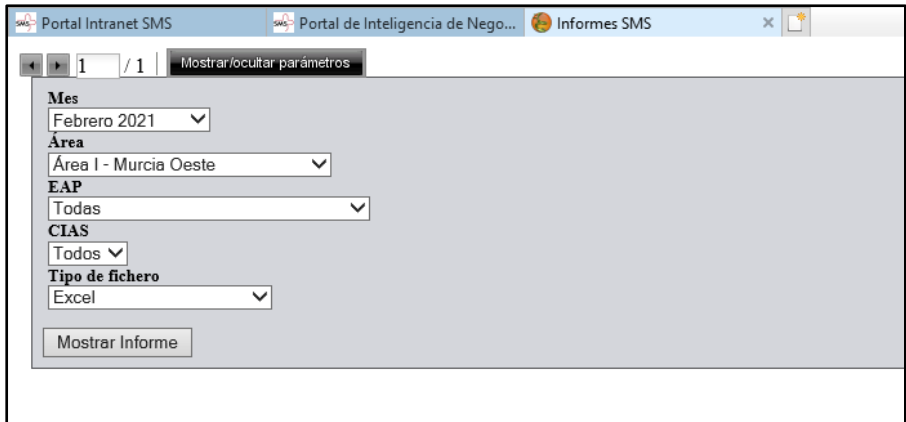 Portal Intranet SMS Portal de Inteligencia de Nego... Informes SMS
1 / 1 Mostrar/ocultar parámetros
Mes
Febrero 2021
Área
Área I - Murcia Oeste
EAP
Todas
CIAS
Todos
Tipo de fichero
Excel
Mostrar Informe